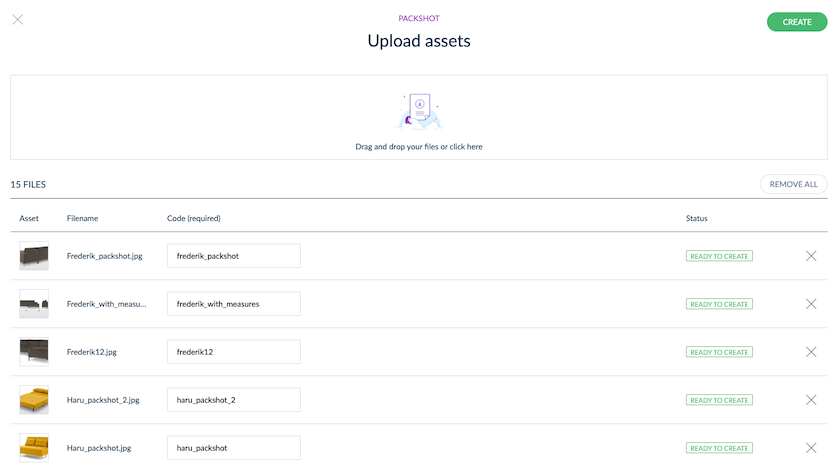 PACKSHOT
CREATE
Upload assets
Drag and drop your files or click here
15 FILES
REMOVE ALL
Asset Filename Code (required) Status
Frederik_packshot.jpg frederik_packshot READY TO CREATE
Frederik_with_measu... frederik_with_measures READY TO CREATE
Frederik12.jpg frederik12 READY TO CREATE
Haru_packshot_2.jpg haru_packshot_2 READY TO CREATE
Haru_packshot.jpg haru_packshot READY TO CREATE